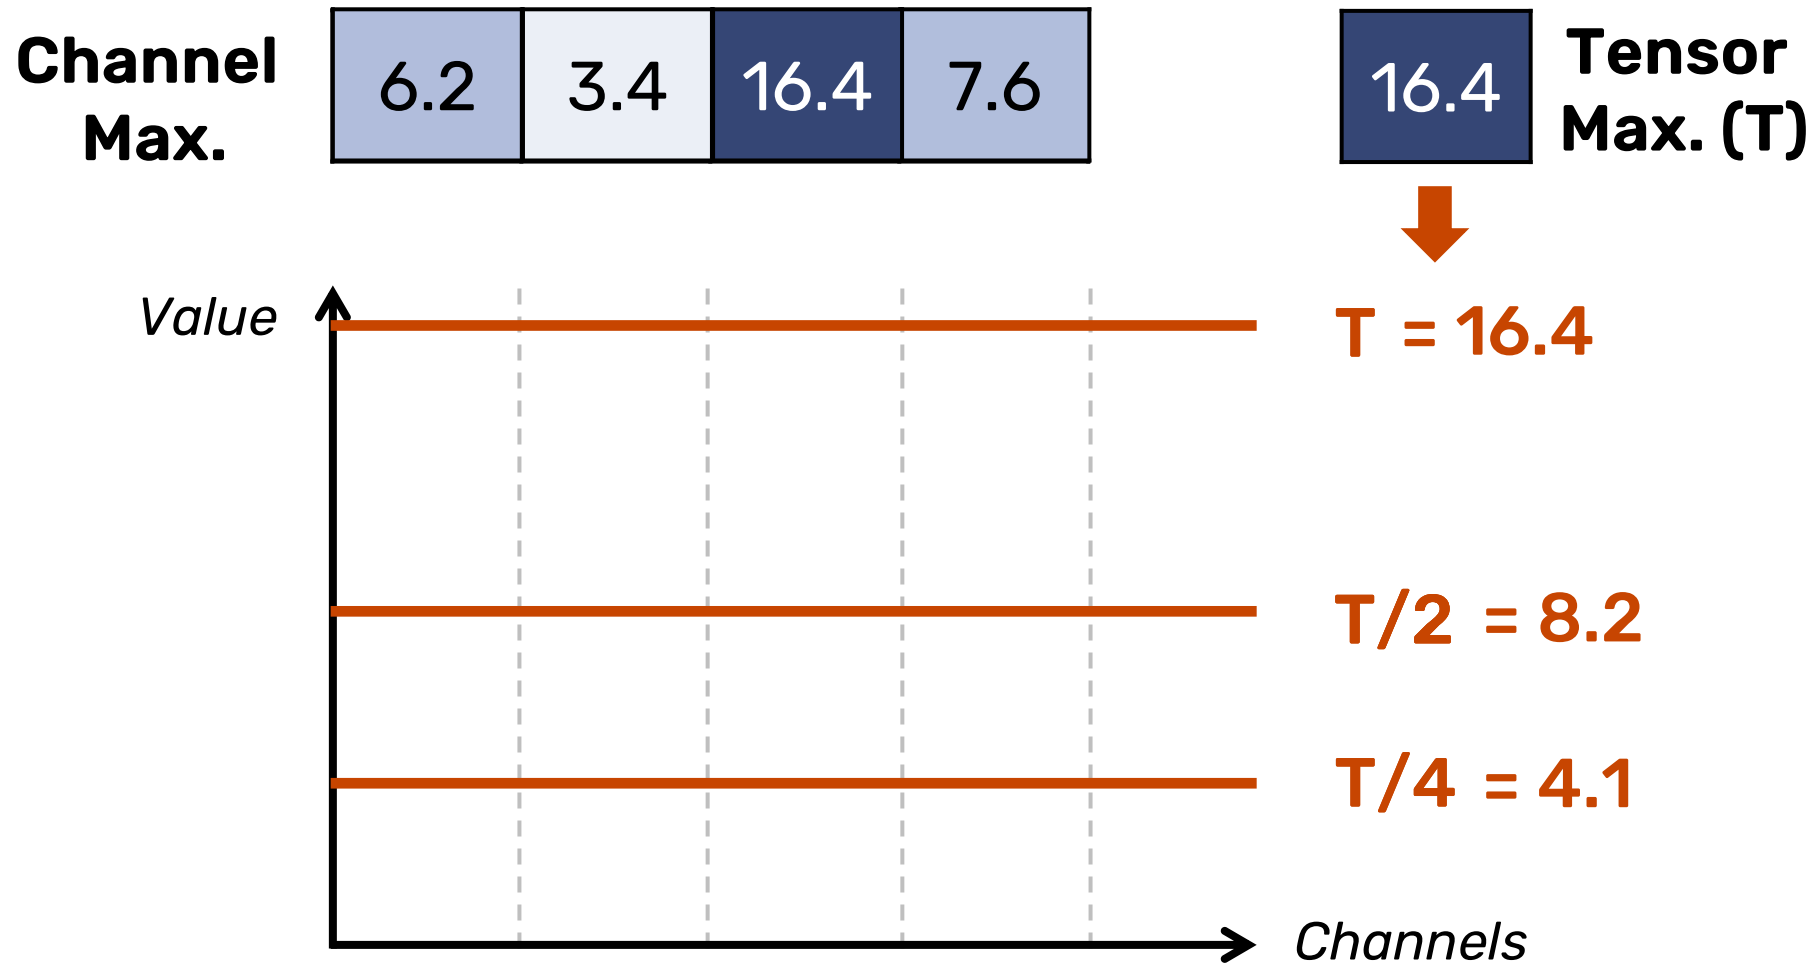 Channel
Max.
6.2
3.4
16.4
7.6
16.4
Tensor
Max. (T)
Value
T = 16.4
T/2 = 8.2
T/4 = 4.1
Channels